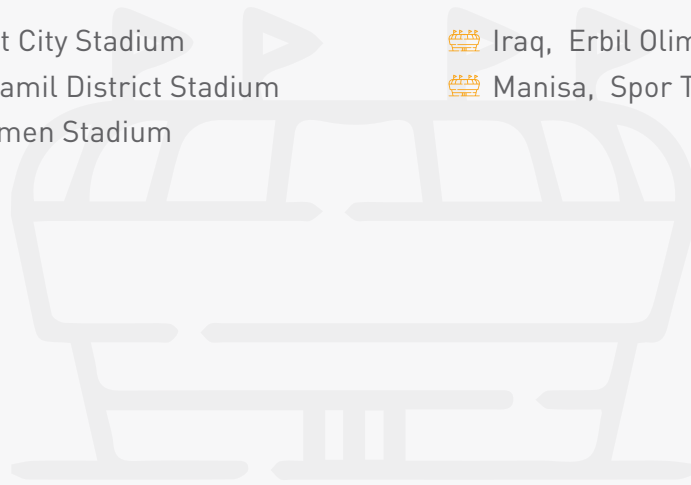 t City Stadium
amil District Stadium
men Stadium
Iraq, Erbil Olim
Manisa, Spor T